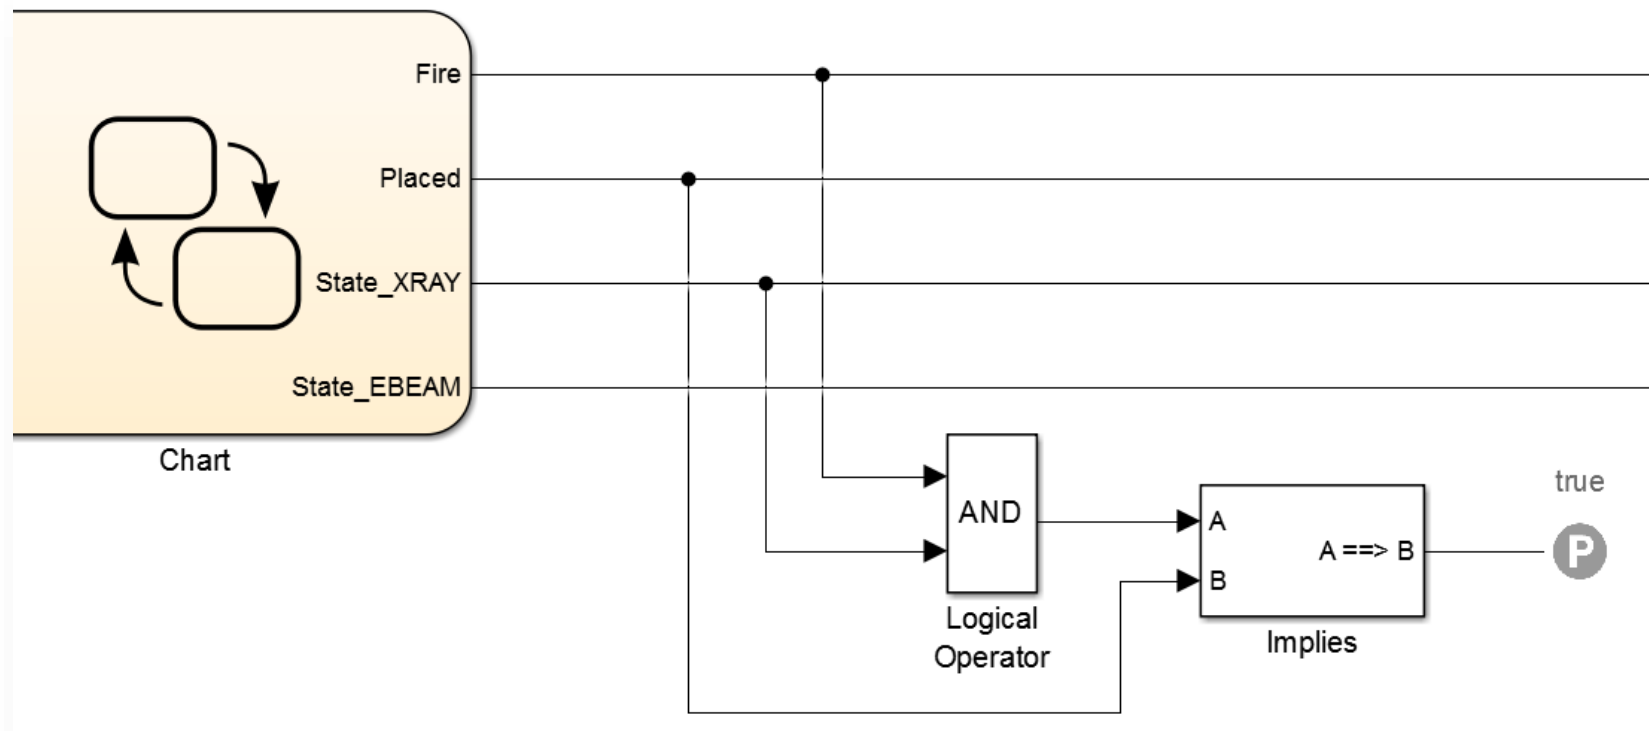 Fire
Placed
State_XRAY
State_EBEAM
Chart
AND
Logical
Operator
A
A ==> B
B
Implies
true
P